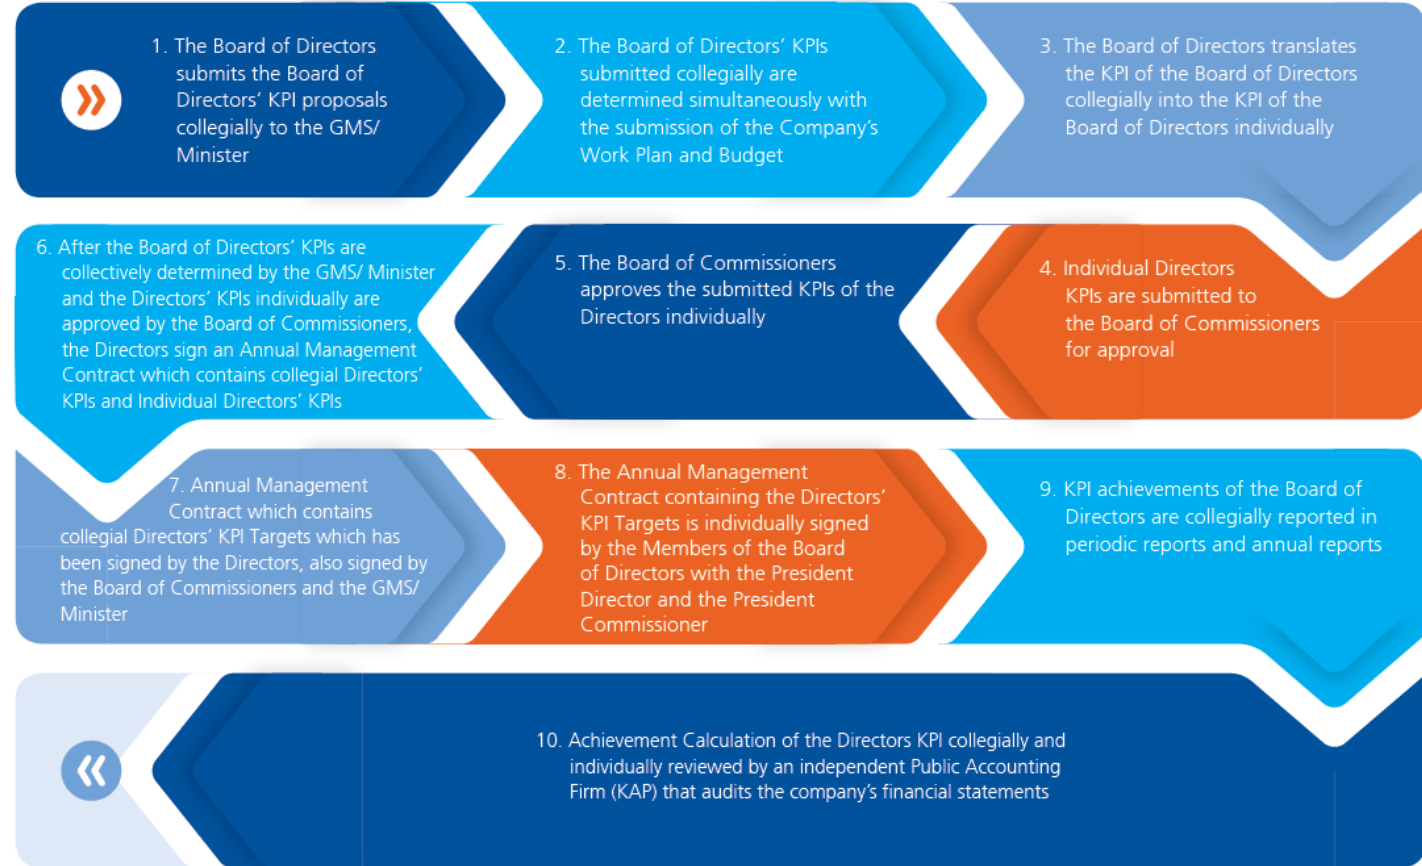 1. The Board of Directors
submits the Board of
Directors' KPI proposals
collegially to the GMS/
Minister
2. The Board of Directors' KPIs
submitted collegially are
determined simultaneously with
the submission of the Company's
Work Plan and Budget
3. The Board of Directors translates
the KPI of the Board of Directors
collegially into the KPI of the
Board of Directors individually
4. Individual Directors
KPIs are submitted to
the Board of Commissioners
for approval
5. The Board of Commissioners
approves the submitted KPIs of the
Directors individually
6. After the Board of Directors' KPIs are
collectively determined by the GMS/ Minister
and the Directors' KPIs individually are
approved by the Board of Commissioners,
the Directors sign an Annual Management
Contract which contains collegial Directors'
KPIs and Individual Directors' KPIs
7. Annual Management
Contract which contains
collegial Directors' KPI Targets which has
been signed by the Directors, also signed by
the Board of Commissioners and the GMS/
Minister
8. The Annual Management
Contract containing the Directors'
KPI Targets is individually signed
by the Members of the Board
of Directors with the President
Director and the President
Commissioner
9. KPI achievements of the Board of
Directors are collegially reported in
periodic reports and annual reports
10. Achievement Calculation of the Directors KPI collegially and
individually reviewed by an independent Public Accounting
Firm (KAP) that audits the company's financial statements